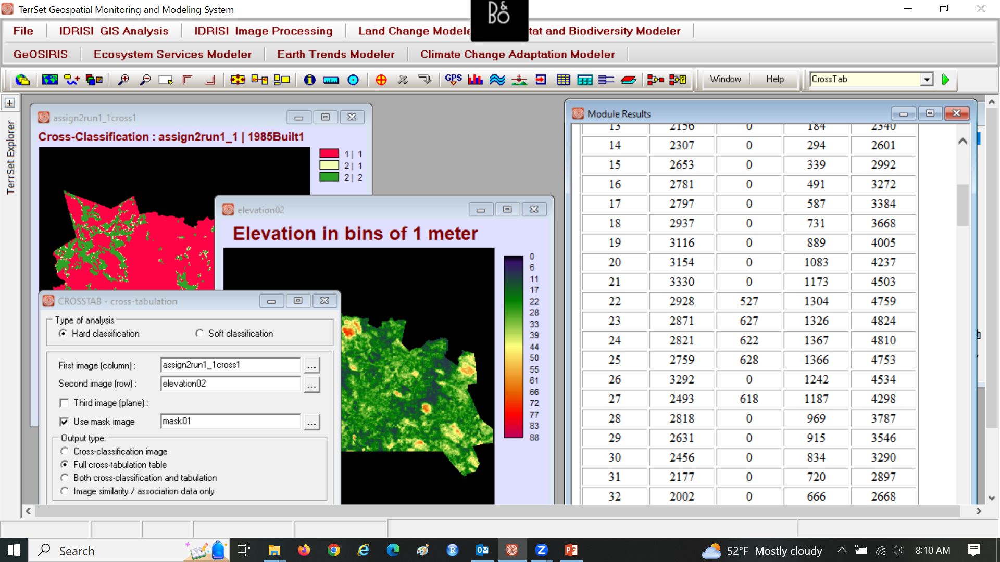 TerrSet Geospatial Monitoring and Modeling System
B&O
File IDRISI GIS Analysis IDRISI Image Processing Land Change Modele tat and Biodiversity Modeler
GeOSIRIS Ecosystem Services Modeler Earth Trends Modeler Climate Change Adaptation Modeler
GPS Window Help CrossTab
TerrSet Explorer
assign2run1_1cross1
Cross-Classification : assign2run1_1 | 1985Built1
1 | 1
2 | 1
2 | 2
elevation02
Elevation in bins of 1 meter
0
6
11
17
22
28
33
39
44
50
55
61
66
72
77
83
88
CROSSTAB - cross-tabulation
Type of analysis
Hard classification Soft classification
First image (column) : assign2run1_1cross1 ...
Second image (row) : elevation02 ...
Third image (plane) :
Use mask image mask01 ...
Output type:
Cross-classification image
Full cross-tabulation table
Both cross-classification and tabulation
Image similarity / association data only
Module Results
13 2156 0 184 2340
14 2307 0 294 2601
15 2653 0 339 2992
16 2781 0 491 3272
17 2797 0 587 3384
18 2937 0 731 3668
19 3116 0 889 4005
20 3154 0 1083 4237
21 3330 0 1173 4503
22 2928 527 1304 4759
23 2871 627 1326 4824
24 2821 622 1367 4810
25 2759 628 1366 4753
26 3292 0 1242 4534
27 2493 618 1187 4298
28 2818 0 969 3787
29 2631 0 915 3546
30 2456 0 834 3290
31 2177 0 720 2897
32 2002 0 666 2668
Search 52°F Mostly cloudy 8:10 AM